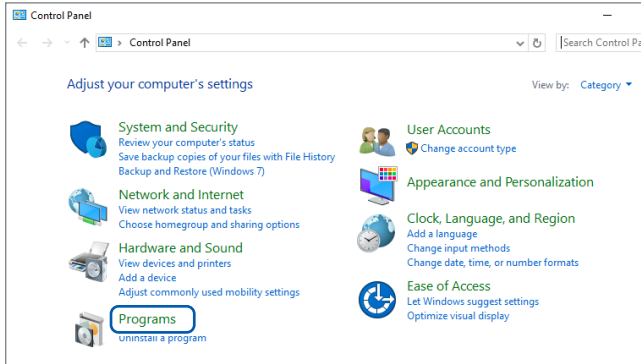 Control Panel
Control Panel
Search Control Pa
Adjust your computer's settings
View by: Category
System and Security
Review your computer's status
Save backup copies of your files with File History
Backup and Restore (Windows 7)
Network and Internet
View network status and tasks
Choose homegroup and sharing options
Hardware and Sound
View devices and printers
Add a device
Adjust commonly used mobility settings
Programs
Uninstall a program
User Accounts
Change account type
Appearance and Personalization
Clock, Language, and Region
Add a language
Change input methods
Change date, time, or number formats
Ease of Access
Let Windows suggest settings
Optimize visual display